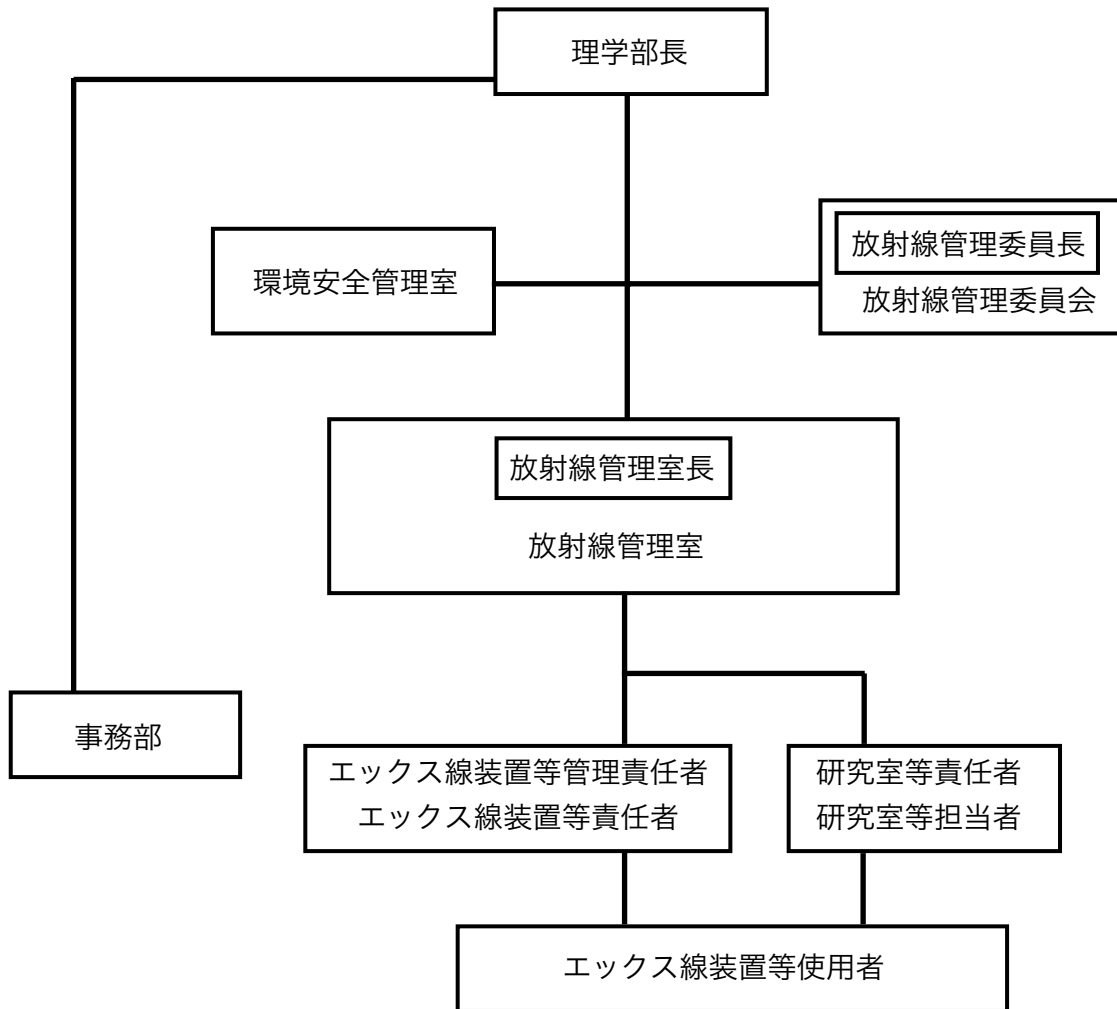 理学部長
放射線管理委員長
環境安全管理室
放射線管理委員会
放射線管理室長
放射線管理室
事務部
エックス線装置等管理責任者
エックス線装置等責任者
研究室等責任者
研究室等担当者
エックス線装置等使用者